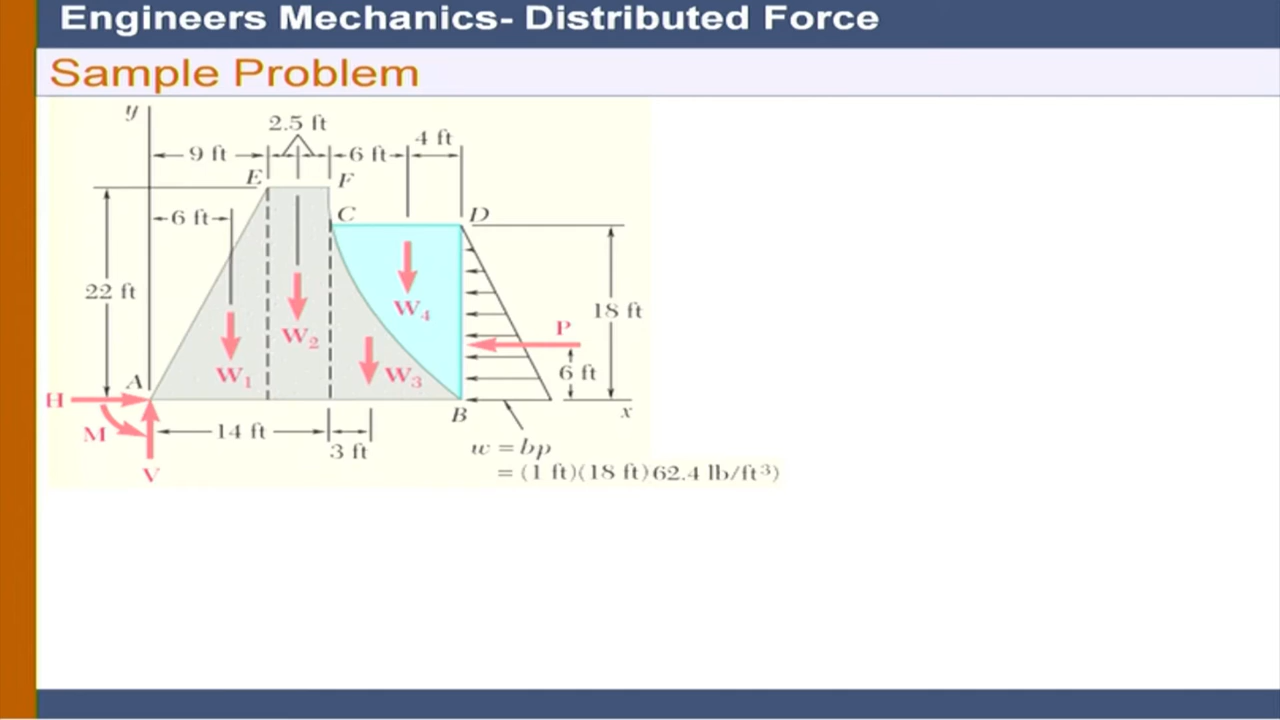 Engineers Mechanics- Distributed Force
Sample Problem
y
2.5 ft
9 ft
6 ft
4 ft
E
F
6 ft
C
D
22 ft
W4
18 ft
W2
P
W1
W3
6 ft
A
H
B
x
M
14 ft
3 ft
V
w = bp
= (1 ft)(18 ft)62.4 lb/ft³)